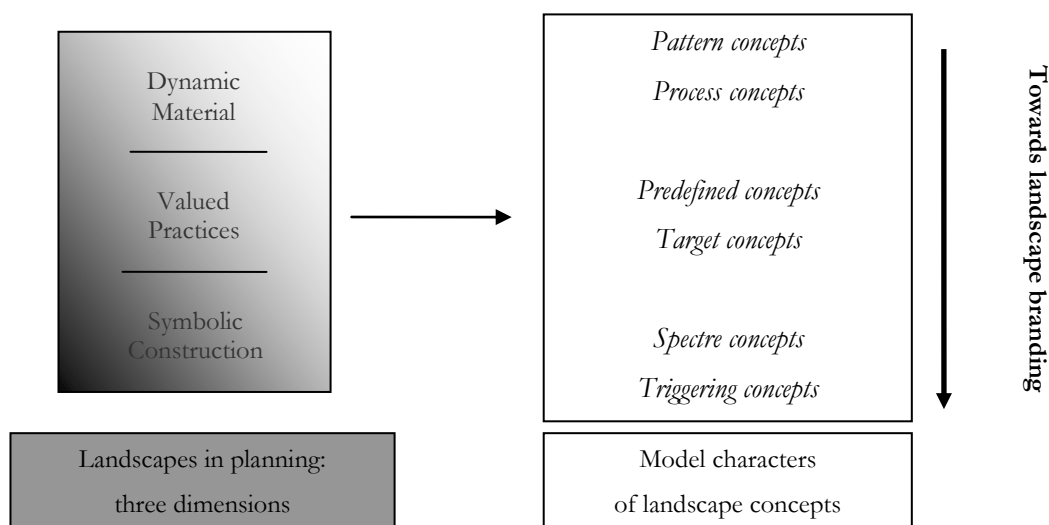 Dynamic
Material
Valued
Practices
Symbolic
Construction
Landscapes in planning:
three dimensions
Pattern concepts
Process concepts
Predefined concepts
Target concepts
Spectre concepts
Triggering concepts
Model characters
of landscape concepts
Towards landscape branding